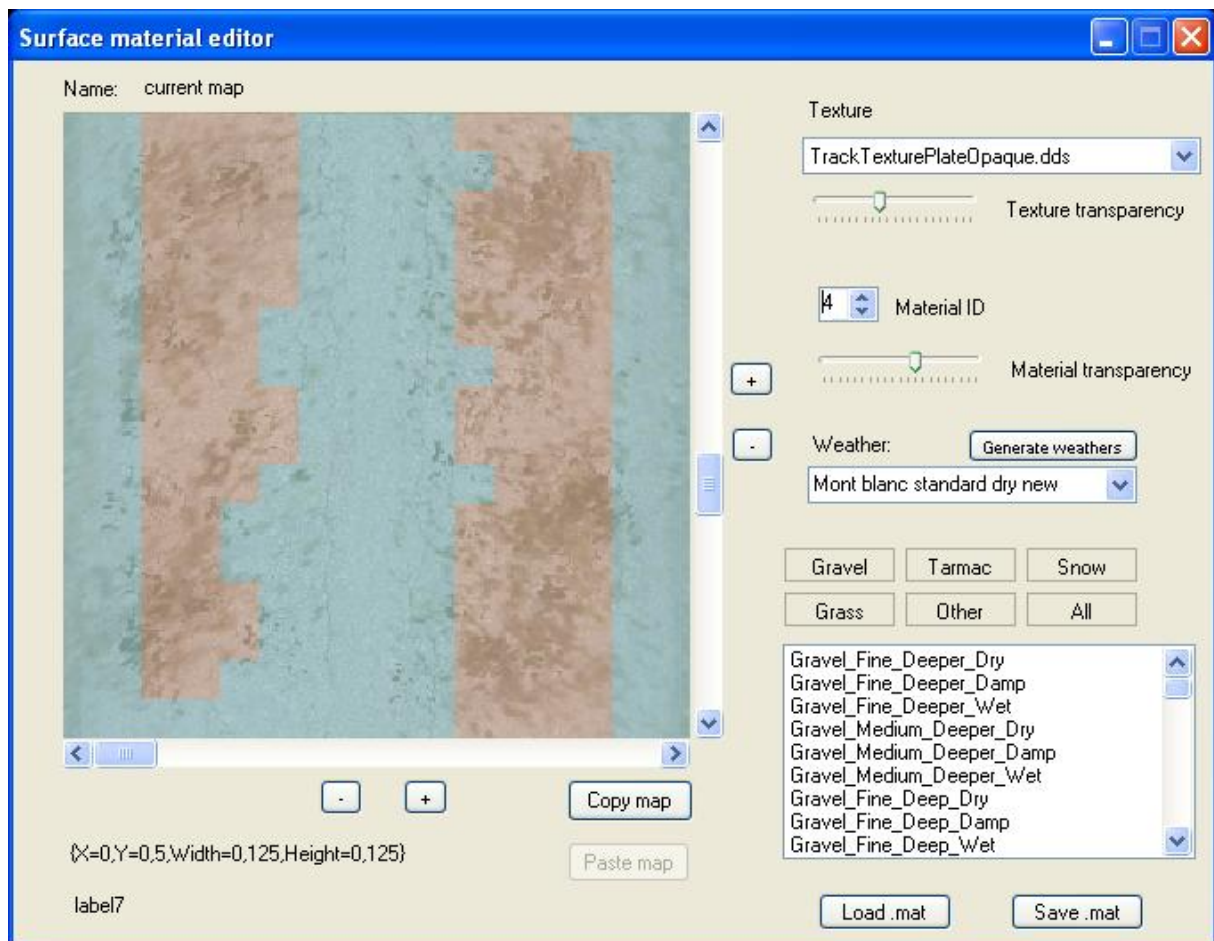 Surface material editor
Name: current map
Texture
TrackTexturePlateOpaque.dds
Texture transparency
4 Material ID
Material transparency
+
-
Weather: Generate weathers
Mont blanc standard dry new
Gravel Tarmac Snow
Grass Other All
Gravel_Fine_Deeper_Dry
Gravel_Fine_Deeper_Damp
Gravel_Fine_Deeper_Wet
Gravel_Medium_Deeper_Dry
Gravel_Medium_Deeper_Damp
Gravel_Medium_Deeper_Wet
Gravel_Fine_Deep_Dry
Gravel_Fine_Deep_Damp
Gravel_Fine_Deep_Wet
- + Copy map
{X=0,Y=0,5,Width=0,125,Height=0,125}
Paste map
label7
Load .mat Save .mat